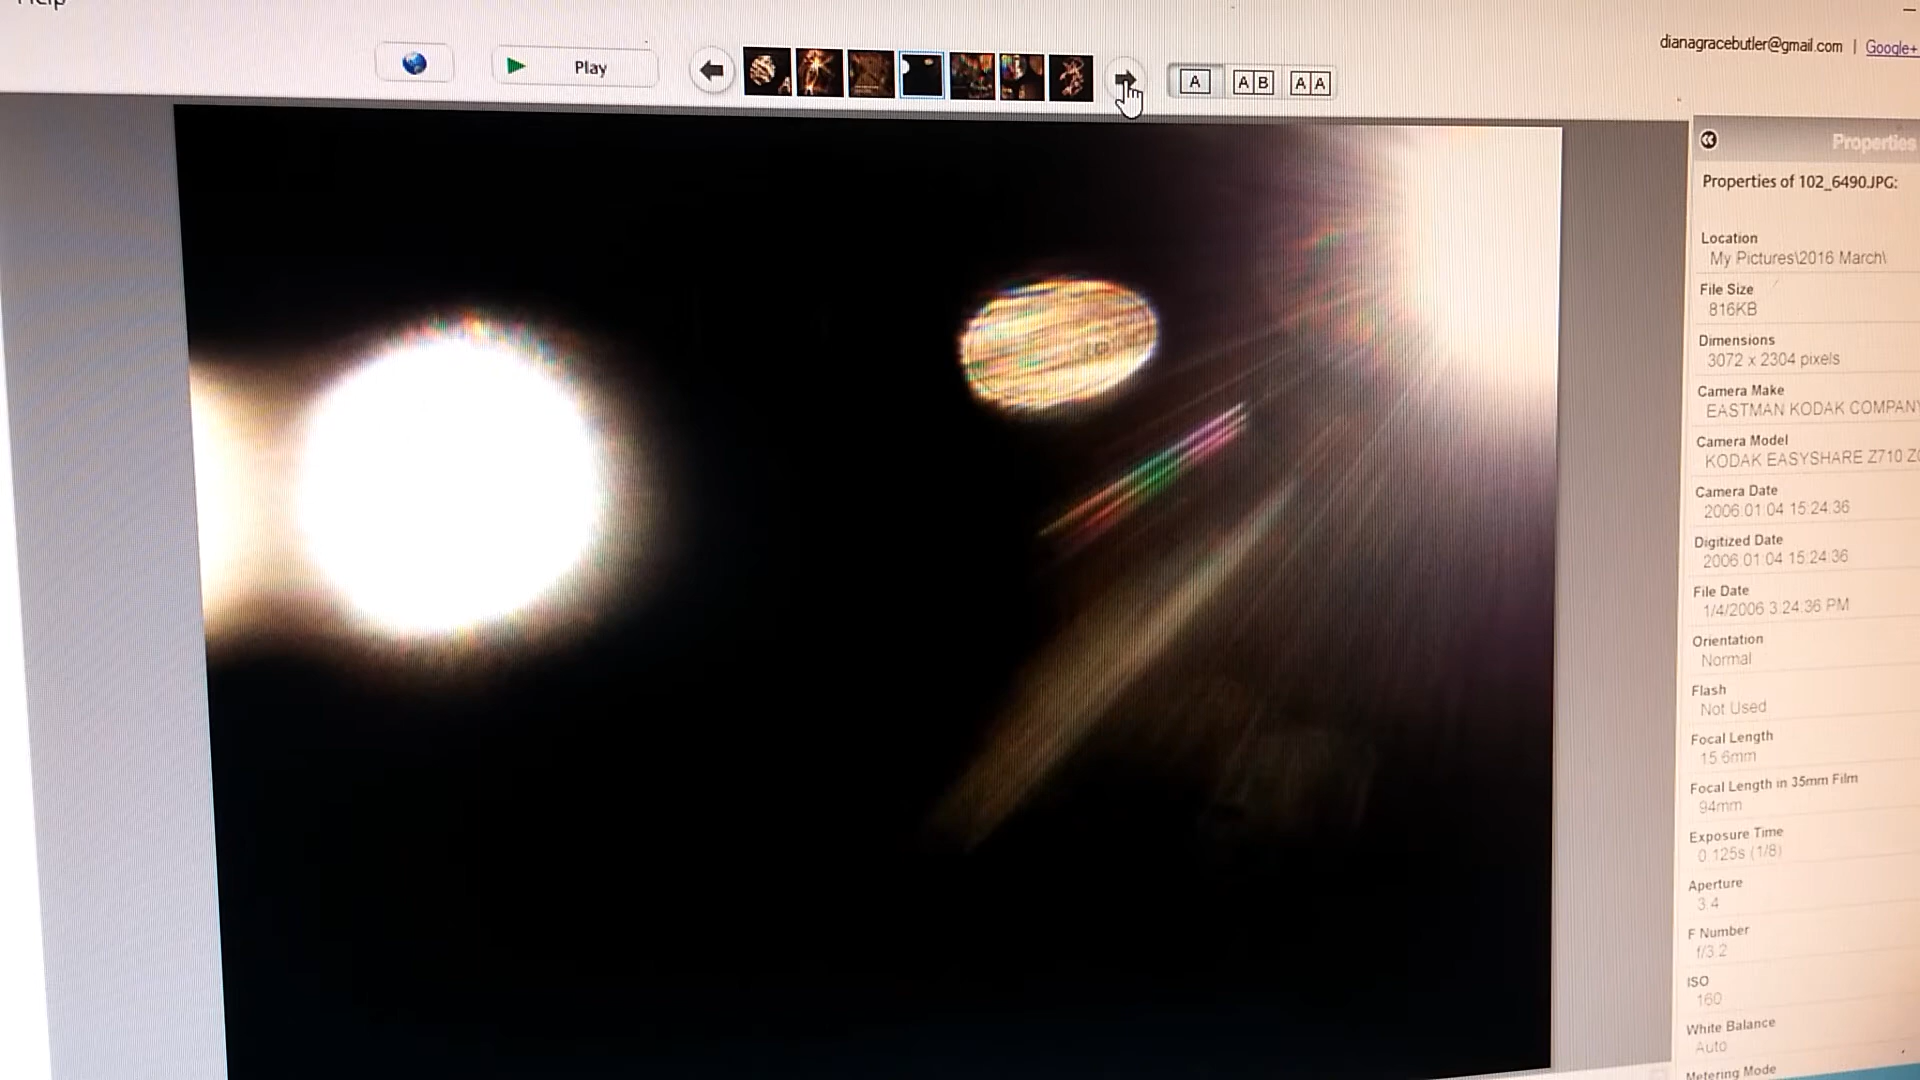 Help
dianagracebutler@gmail.com | Google+
Play
A
A B
A A
Properties
Properties of 102_6490.JPG:
Location
My Pictures\2016 March\
File Size
816KB
Dimensions
3072 x 2304 pixels
Camera Make
EASTMAN KODAK COMPANY
Camera Model
KODAK EASYSHARE Z710
Camera Date
2006:01:04 15:24:36
Digitized Date
2006:01:04 15:24:36
File Date
1/4/2006 3:24:36 PM
Orientation
Normal
Flash
Not Used
Focal Length
15.6mm
Focal Length in 35mm Film
94mm
Exposure Time
0.125s (1/8)
Aperture
3.4
F Number
f/3.2
ISO
160
White Balance
Auto
Metering Mode